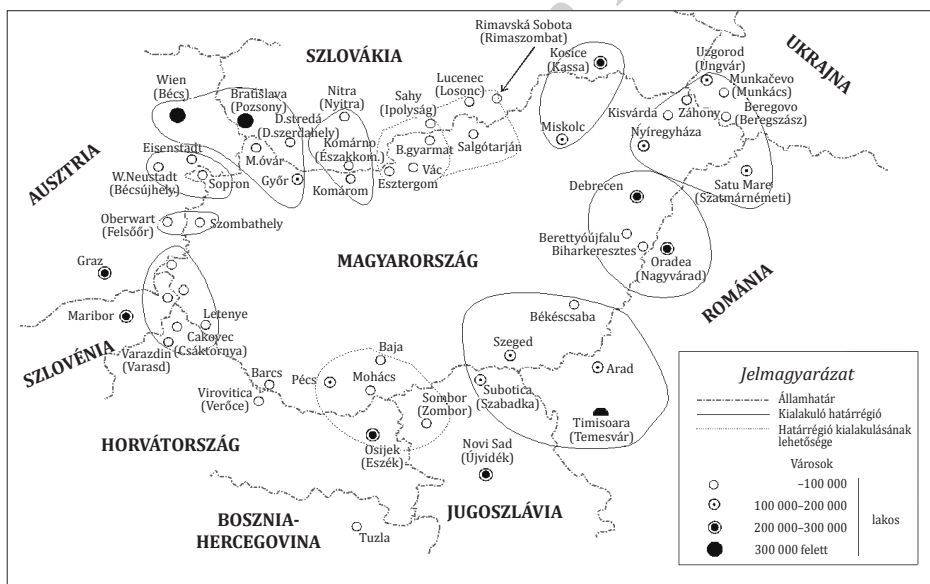 Rimavská Sobota
(Rimaszombat)
SZLOVÁKIA
UKRAJNA
Kosice
(Kassa)
Uzgorod
(Ungvár)
Wien
(Bécs)
Bratislava
(Pozsony)
Nitra
(Nyitra)
Lucenec
(Losonc)
Sahy
(Ipolyság)
Munkačevo
(Munkács)
D.stredá
(D.szerdahely)
Kisvárda
Záhony
Beregovo
(Beregszász)
Miskolc
Nyíregyháza
Komárno
(Északkom.)
B.gyarmat
Salgótarján
AUSZTRIA
Eisenstadt
M.óvár
W.Neustadt
(Bécsújhely)
Sopron
Győr
Komárom
Esztergom
Vác
Satu Mare
(Szatmárnémeti)
Debrecen
Oberwart
(Felsőőr)
Szombathely
Berettyóújfalu
Biharkeresztes
Oradea
(Nagyvárad)
Graz
MAGYARORSZÁG
ROMÁNIA
Maribor
Letenye
Cakovec
(Csáktornya)
SZLOVÉNIA
Varazdin
(Varasd)
Békéscsaba
Szeged
Arad
Baja
Barcs
Pécs
Mohács
Virovitica
(Verőce)
Sombor
(Zombor)
Subotica
(Szabadka)
Timisoara
(Temesvár)
HORVÁTORSZÁG
Osijek
(Eszék)
Novi Sad
(Újvidék)
JUGOSZLÁVIA
BOSZNIA-
HERCEGOVINA
Tuzla
Jelmagyarázat
Államhatár
Kialakuló határrégió
Határrégió kialakulásának
lehetősége
Városok
–100 000
100 000–200 000
200 000–300 000
300 000 felett
lakos